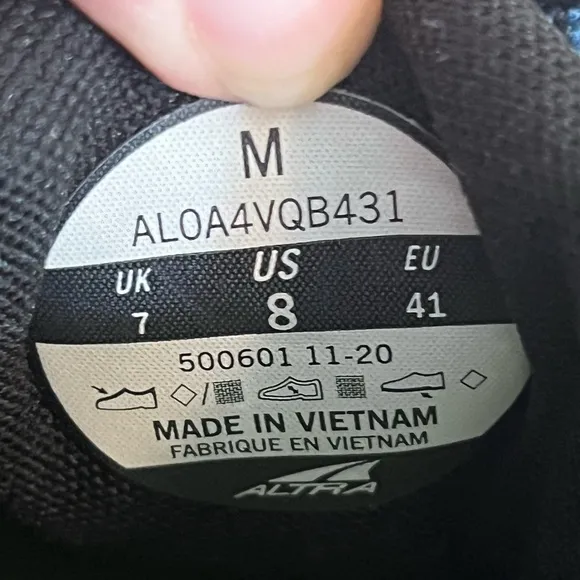 M
AL0A4VQB431
UK US EU
7 8 41
500601 11-20
MADE IN VIETNAM
FABRIQUE EN VIETNAM
ALTRA